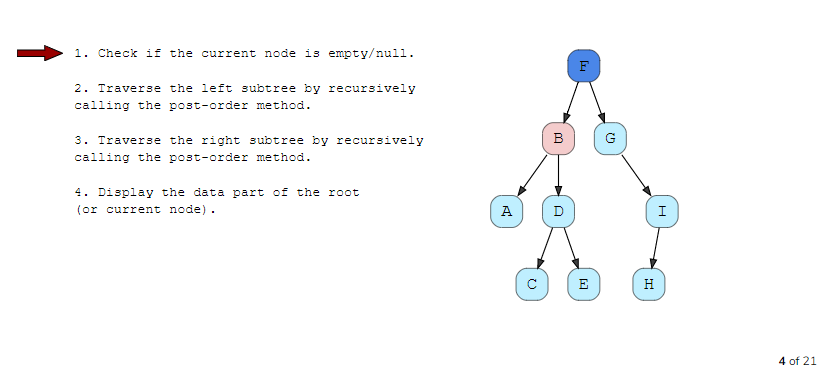 1. Check if the current node is empty/null.
2. Traverse the left subtree by recursively
calling the post-order method.
3. Traverse the right subtree by recursively
calling the post-order method.
4. Display the data part of the root
(or current node).
F
B G
A D I
C E H
4 of 21